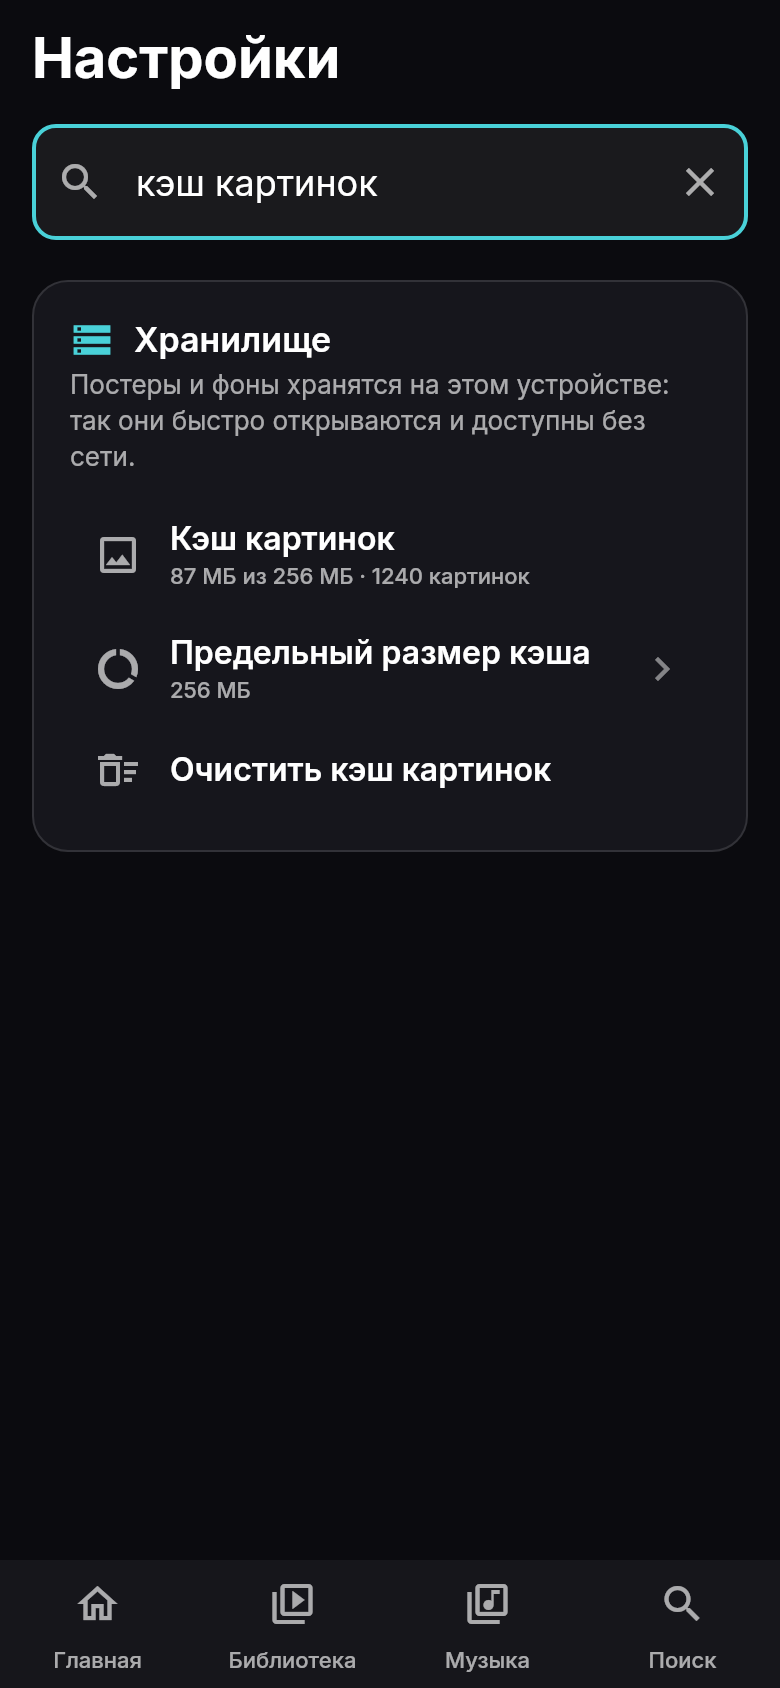 Настройки
кэш картинок
Хранилище
Постеры и фоны хранятся на этом устройстве:
так они быстро открываются и доступны без
сети.
Кэш картинок
87 МБ из 256 МБ · 1240 картинок
Предельный размер кэша
256 МБ
Очистить кэш картинок
Главная
Библиотека
Музыка
Поиск